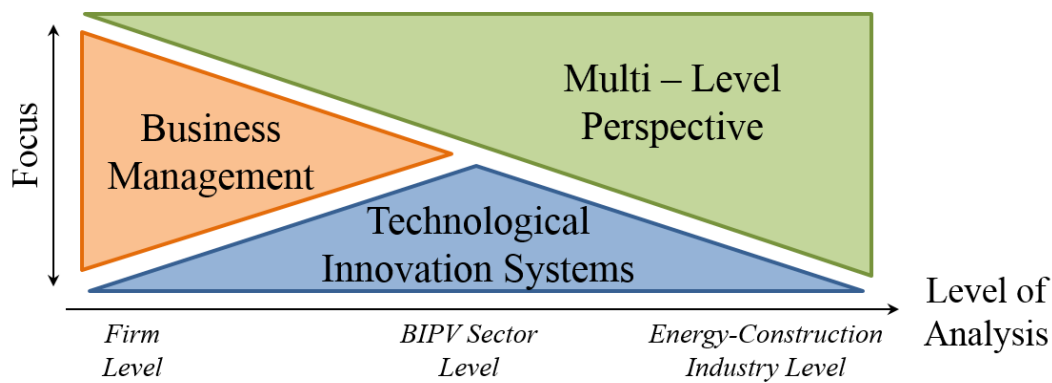 Focus
Business
Management
Multi – Level
Perspective
Technological
Innovation Systems
Level of
Analysis
Firm
Level
BIPV Sector
Level
Energy-Construction
Industry Level